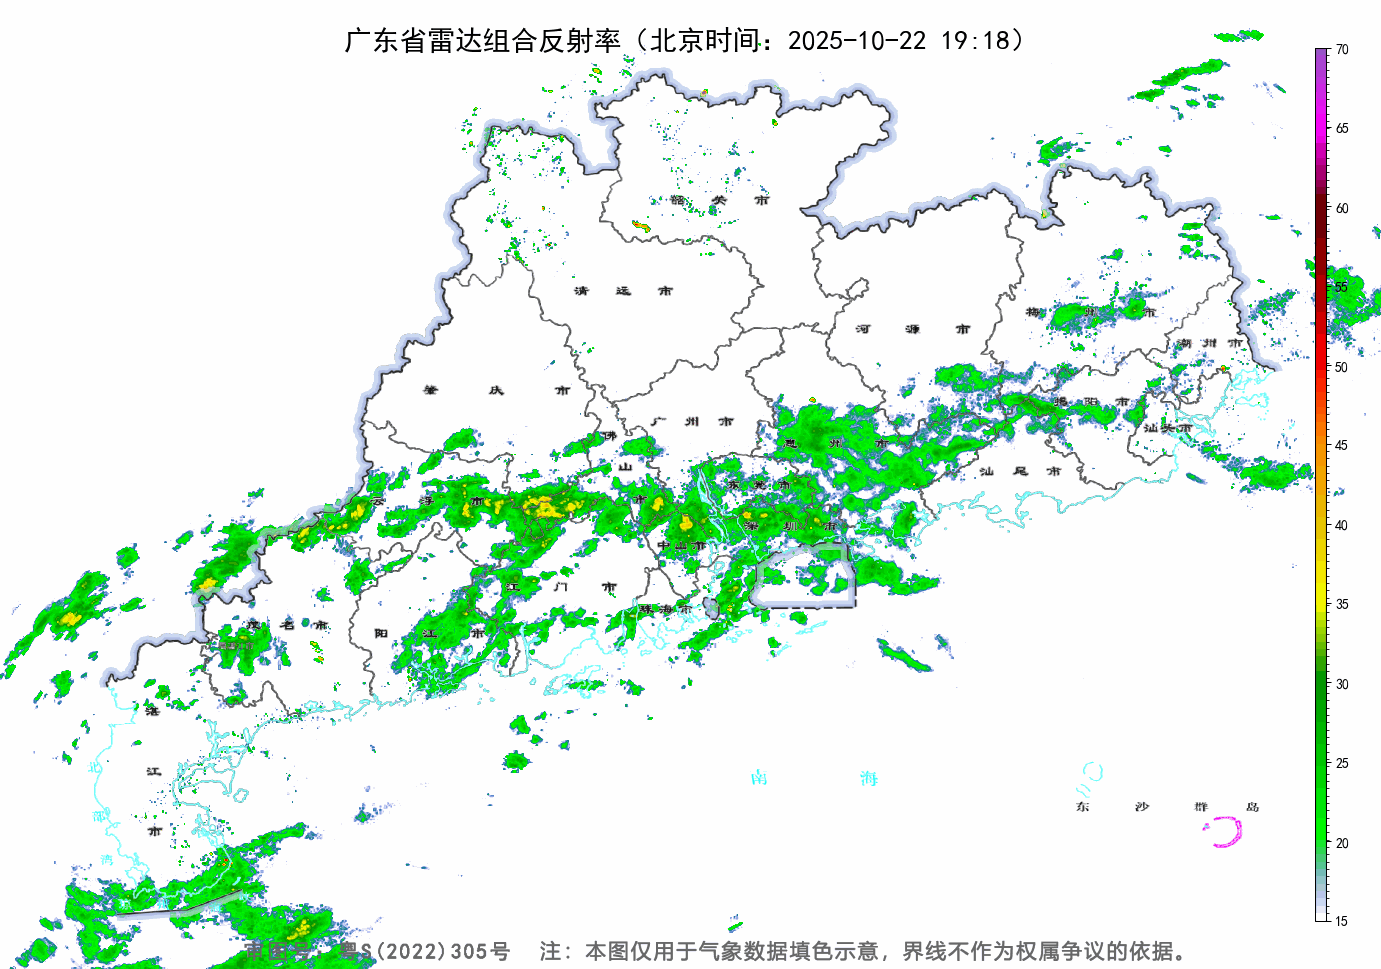 广东省雷达组合反射率（北京时间：2025-10-22 19:18）
70
65
60
55
50
45
40
35
30
25
20
15
韶关市
清远市
河源市
梅州市
潮州市
肇庆市
广州市
惠州市
揭阳市
汕头市
汕尾市
佛山市
东莞市
云浮市
深圳市
中山市
江门市
珠海市
茂名市
阳江市
湛江市
北部湾
南海
东沙群岛
审图号：粤S(2022)305号 注：本图仅用于气象数据填色示意，界线不作为权属争议的依据。